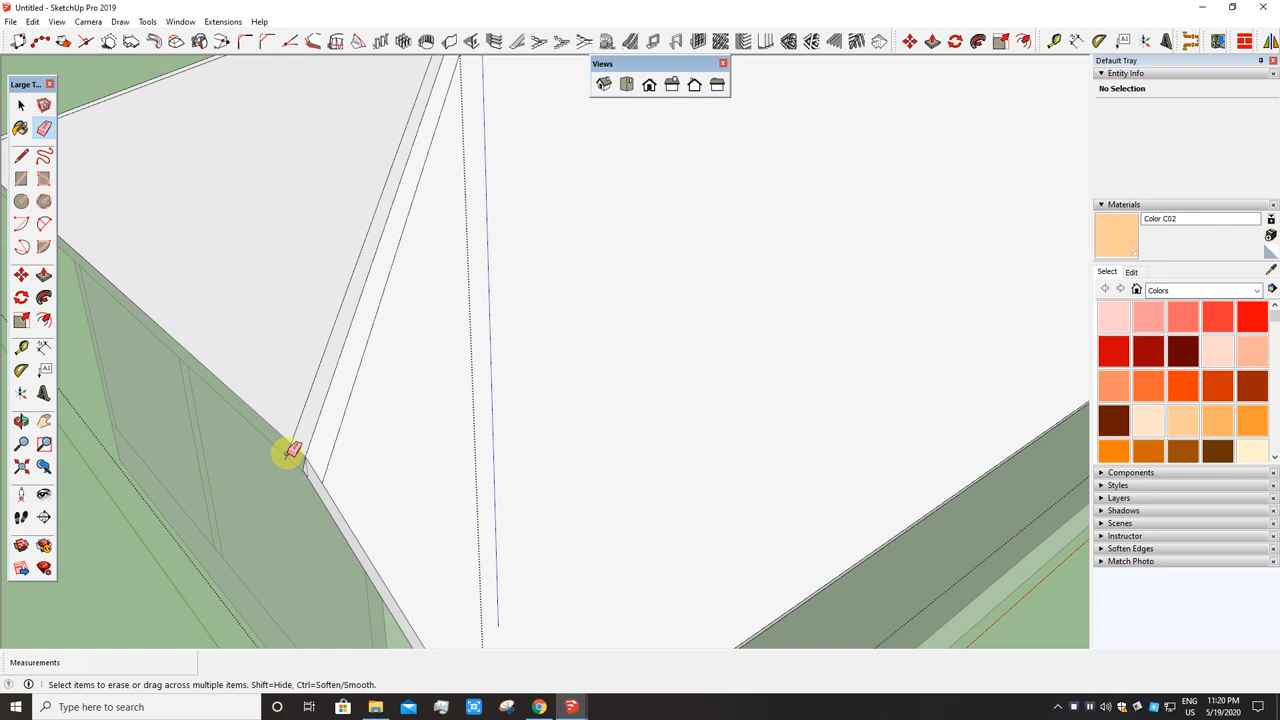 Untitled - SketchUp Pro 2019
File Edit View Camera Draw Tools Window Extensions Help
Views
Default Tray
Large T...
Entity Info
No Selection
Materials
Color C02
Select Edit
Colors
Components
Styles
Layers
Shadows
Scenes
Instructor
Soften Edges
Match Photo
Measurements
Select items to erase or drag across multiple items. Shift=Hide, Ctrl=Soften/Smooth.
Type here to search
ENG
US
11:20 PM
5/19/2020